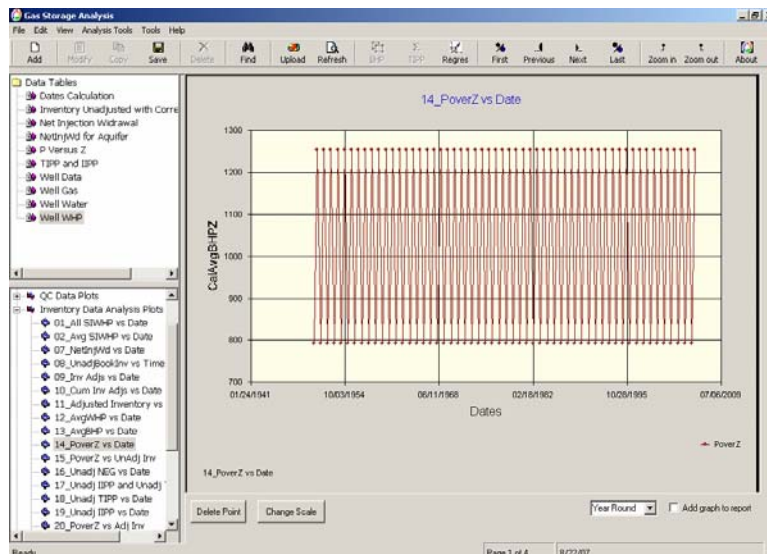 Gas Storage Analysis
File Edit View Analysis Tools Tools Help
Add Modify Copy Save Delete Find Upload Refresh BHP TIPP Regres First Previous Next Last Zoom in Zoom out About
Data Tables
Dates Calculation
Inventory Unadjusted with Corre
Net Injection Widrawal
NetInjWd for Aquifer
P Versus Z
TIPP and IIPP
Well Data
Well Gas
Well Water
Well WHP
QC Data Plots
Inventory Data Analysis Plots
01_All SIWHP vs Date
02_Avg SIWHP vs Date
07_NetInjWd vs Date
08_UnadjBookInv vs Time
09_Inv Adjs vs Date
10_Cum Inv Adjs vs Date
11_Adjusted Inventory vs
12_AvgWHP vs Date
13_AvgBHP vs Date
14_PoverZ vs Date
15_PoverZ vs UnAdj Inv
16_Unadj NEG vs Date
17_Unadj IIPP and Unadj
18_Unadj TIPP vs Date
19_Unadj IIPP vs Date
20_PoverZ vs Adj Inv
14_PoverZ vs Date
CalAvgBHPZ
1300
1200
1100
1000
900
800
700
01/24/1941 10/03/1954 06/11/1968 02/18/1982 10/28/1995 07/06/2009
Dates
PoverZ
14_PoverZ vs Date
Delete Point Change Scale Year Round Add graph to report
Ready Page 1 of 4 8/22/07